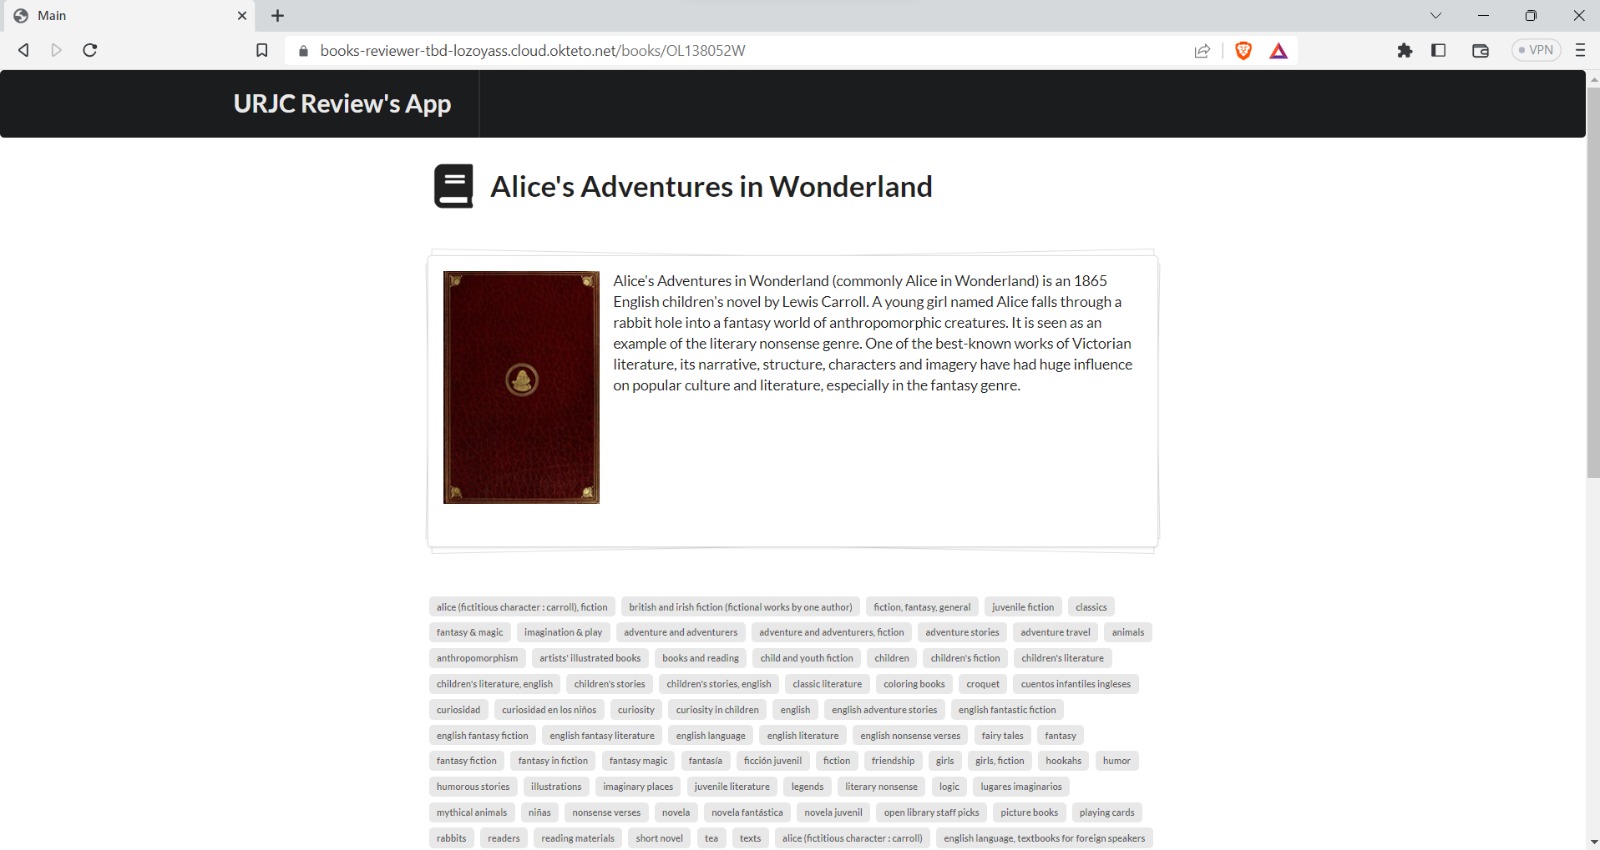 Main
books-reviewer-tbd-lozoyass.cloud.okteto.net/books/OL138052W
VPN
URJC Review's App
Alice's Adventures in Wonderland
Alice's Adventures in Wonderland (commonly Alice in Wonderland) is an 1865
English children's novel by Lewis Carroll. A young girl named Alice falls through a
rabbit hole into a fantasy world of anthropomorphic creatures. It is seen as an
example of the literary nonsense genre. One of the best-known works of Victorian
literature, its narrative, structure, characters and imagery have had huge influence
on popular culture and literature, especially in the fantasy genre.
alice (fictitious character : carroll), fiction british and irish fiction (fictional works by one author) fiction, fantasy, general juvenile fiction classics
fantasy & magic imagination & play adventure and adventurers adventure and adventurers, fiction adventure stories adventure travel animals
anthropomorphism artists' illustrated books books and reading child and youth fiction children children's fiction children's literature
children's literature, english children's stories children's stories, english classic literature coloring books croquet cuentos infantiles ingleses
curiosidad curiosidad en los niños curiosity curiosity in children english english adventure stories english fantastic fiction
english fantasy fiction english fantasy literature english language english literature english nonsense verses fairy tales fantasy
fantasy fiction fantasy in fiction fantasy magic fantasía ficción juvenil fiction friendship girls girls, fiction hookahs humor
humorous stories illustrations imaginary places juvenile literature legends literary nonsense logic lugares imaginarios
mythical animals niñas nonsense verses novela novela fantástica novela juvenil open library staff picks picture books playing cards
rabbits readers reading materials short novel tea texts alice (fictitious character : carroll) english language, textbooks for foreign speakers